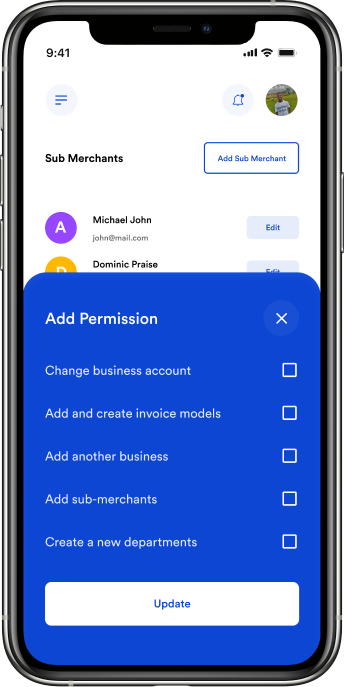 9:41
Sub Merchants
Add Sub Merchant
A
Michael John
Edit
john@mail.com
D
Dominic Praise
Edit
Add Permission
Change business account
Add and create invoice models
Add another business
Add sub-merchants
Create a new departments
Update